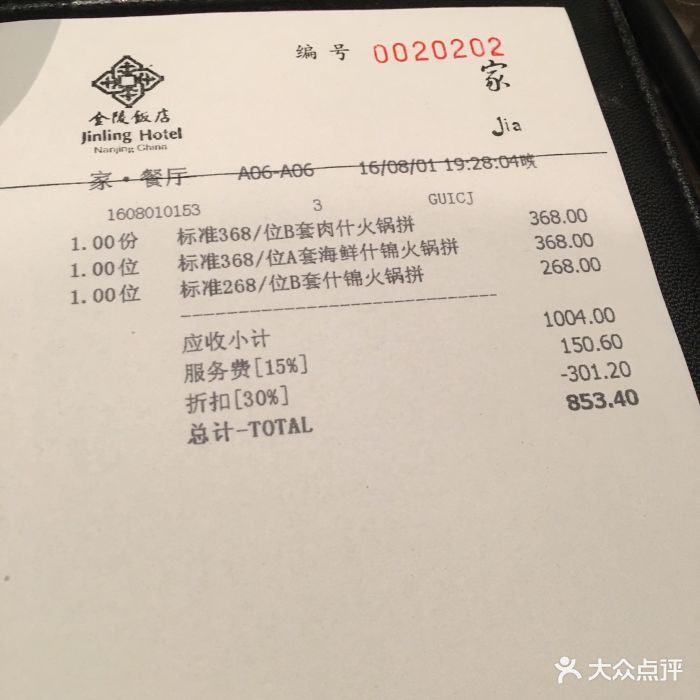 编号 0020202
金陵饭店
Jinling Hotel
Nanjing China
家
Jia
家·餐厅 A06-A06 16/08/01 19:28:04晚
1608010153 3 GUICJ
1.00份 标准368/位B套肉什火锅拼 368.00
1.00位 标准368/位A套海鲜什锦火锅拼 368.00
1.00位 标准268/位B套什锦火锅拼 268.00
应收小计 1004.00
服务费[15%] 150.60
折扣[30%] -301.20
总计-TOTAL 853.40
大众点评